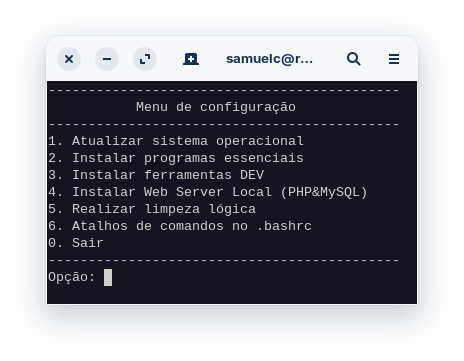 samuelc@r...
--------------------------------------------
Menu de configuração
--------------------------------------------
1. Atualizar sistema operacional
2. Instalar programas essenciais
3. Instalar ferramentas DEV
4. Instalar Web Server Local (PHP&MySQL)
5. Realizar limpeza lógica
6. Atalhos de comandos no .bashrc
0. Sair
--------------------------------------------
Opção: